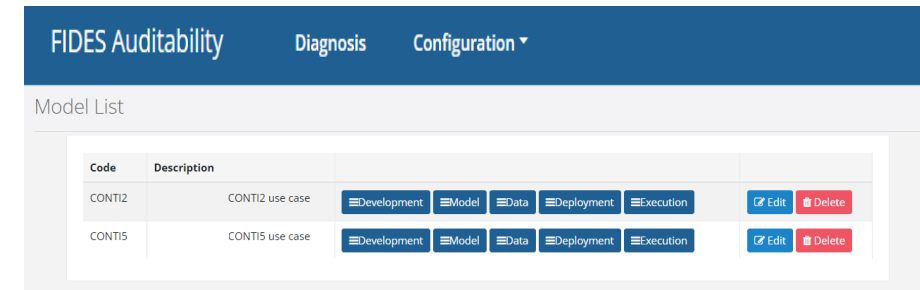 FIDES Auditability Diagnosis Configuration
Model List
Code Description
CONTI2 CONTI2 use case Development Model Data Deployment Execution Edit Delete
CONTI5 CONTI5 use case Development Model Data Deployment Execution Edit Delete